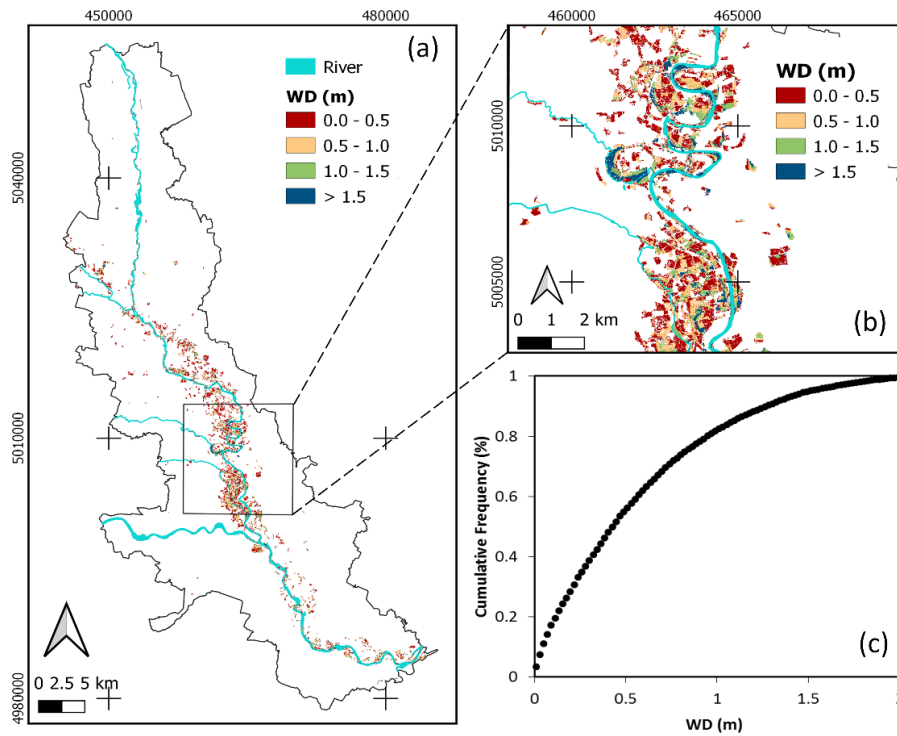 450000
480000
(a)
River
WD (m)
0.0 - 0.5
0.5 - 1.0
1.0 - 1.5
> 1.5
5040000
5010000
4980000
0 2.5 5 km
460000
465000
WD (m)
0.0 - 0.5
0.5 - 1.0
1.0 - 1.5
> 1.5
5010000
5005000
0 1 2 km
(b)
1
0.8
0.6
0.4
0.2
0
Cumulative Frequency (%)
0 0.5 1 1.5
WD (m)
(c)